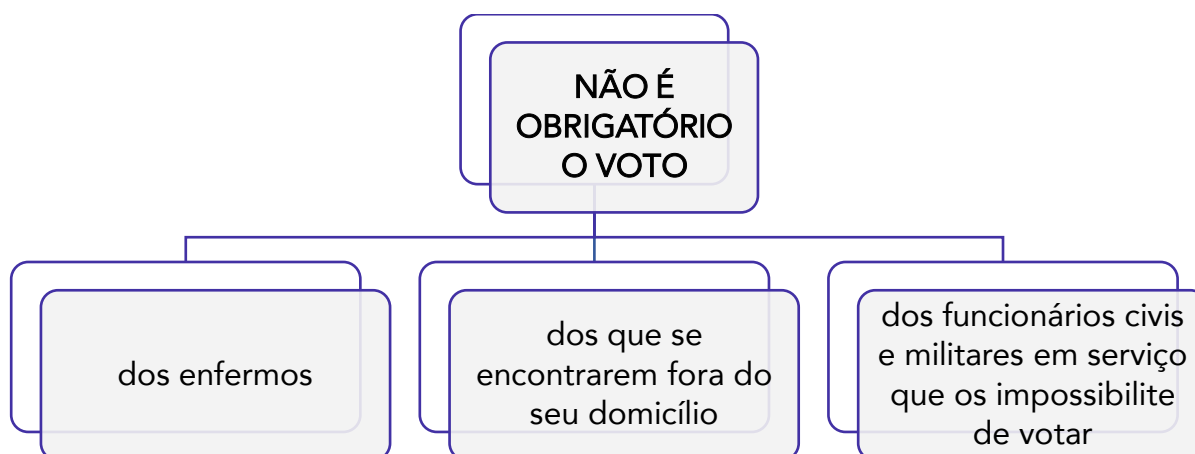 NÃO É
OBRIGATÓRIO
O VOTO
dos enfermos
dos que se
encontrarem fora do
seu domicílio
dos funcionários civis
e militares em serviço
que os impossibilite
de votar